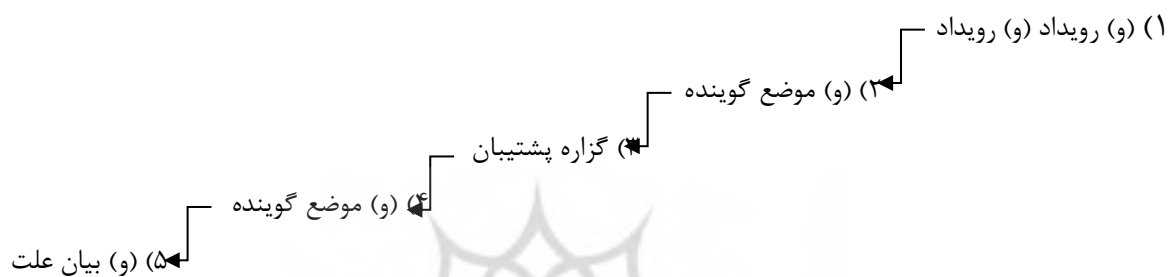 ۱) (و) رویداد (و) رویداد
۲) (و) موضع گوینده
۳) گزاره پشتیبان
۴) (و) موضع گوینده
۵) (و) بیان علت